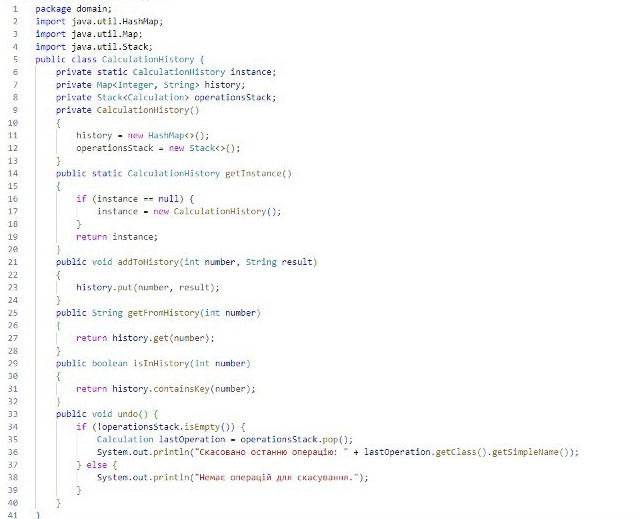 1 package domain;
2 import java.util.HashMap;
3 import java.util.Map;
4 import java.util.Stack;
5 public class CalculationHistory {
6     private static CalculationHistory instance;
7     private Map<Integer, String> history;
8     private Stack<Calculation> operationsStack;
9     private CalculationHistory()
10     {
11         history = new HashMap<>();
12         operationsStack = new Stack<>();
13     }
14     public static CalculationHistory getInstance()
15     {
16         if (instance == null) {
17             instance = new CalculationHistory();
18         }
19         return instance;
20     }
21     public void addToHistory(int number, String result)
22     {
23         history.put(number, result);
24     }
25     public String getFromHistory(int number)
26     {
27         return history.get(number);
28     }
29     public boolean isInHistory(int number)
30     {
31         return history.containsKey(number);
32     }
33     public void undo() {
34         if (!operationsStack.isEmpty()) {
35             Calculation lastOperation = operationsStack.pop();
36             System.out.println("Скасовано останню операцію: " + lastOperation.getClass().getSimpleName());
37         } else {
38             System.out.println("Немає операцій для скасування.");
39         }
40     }
41 }